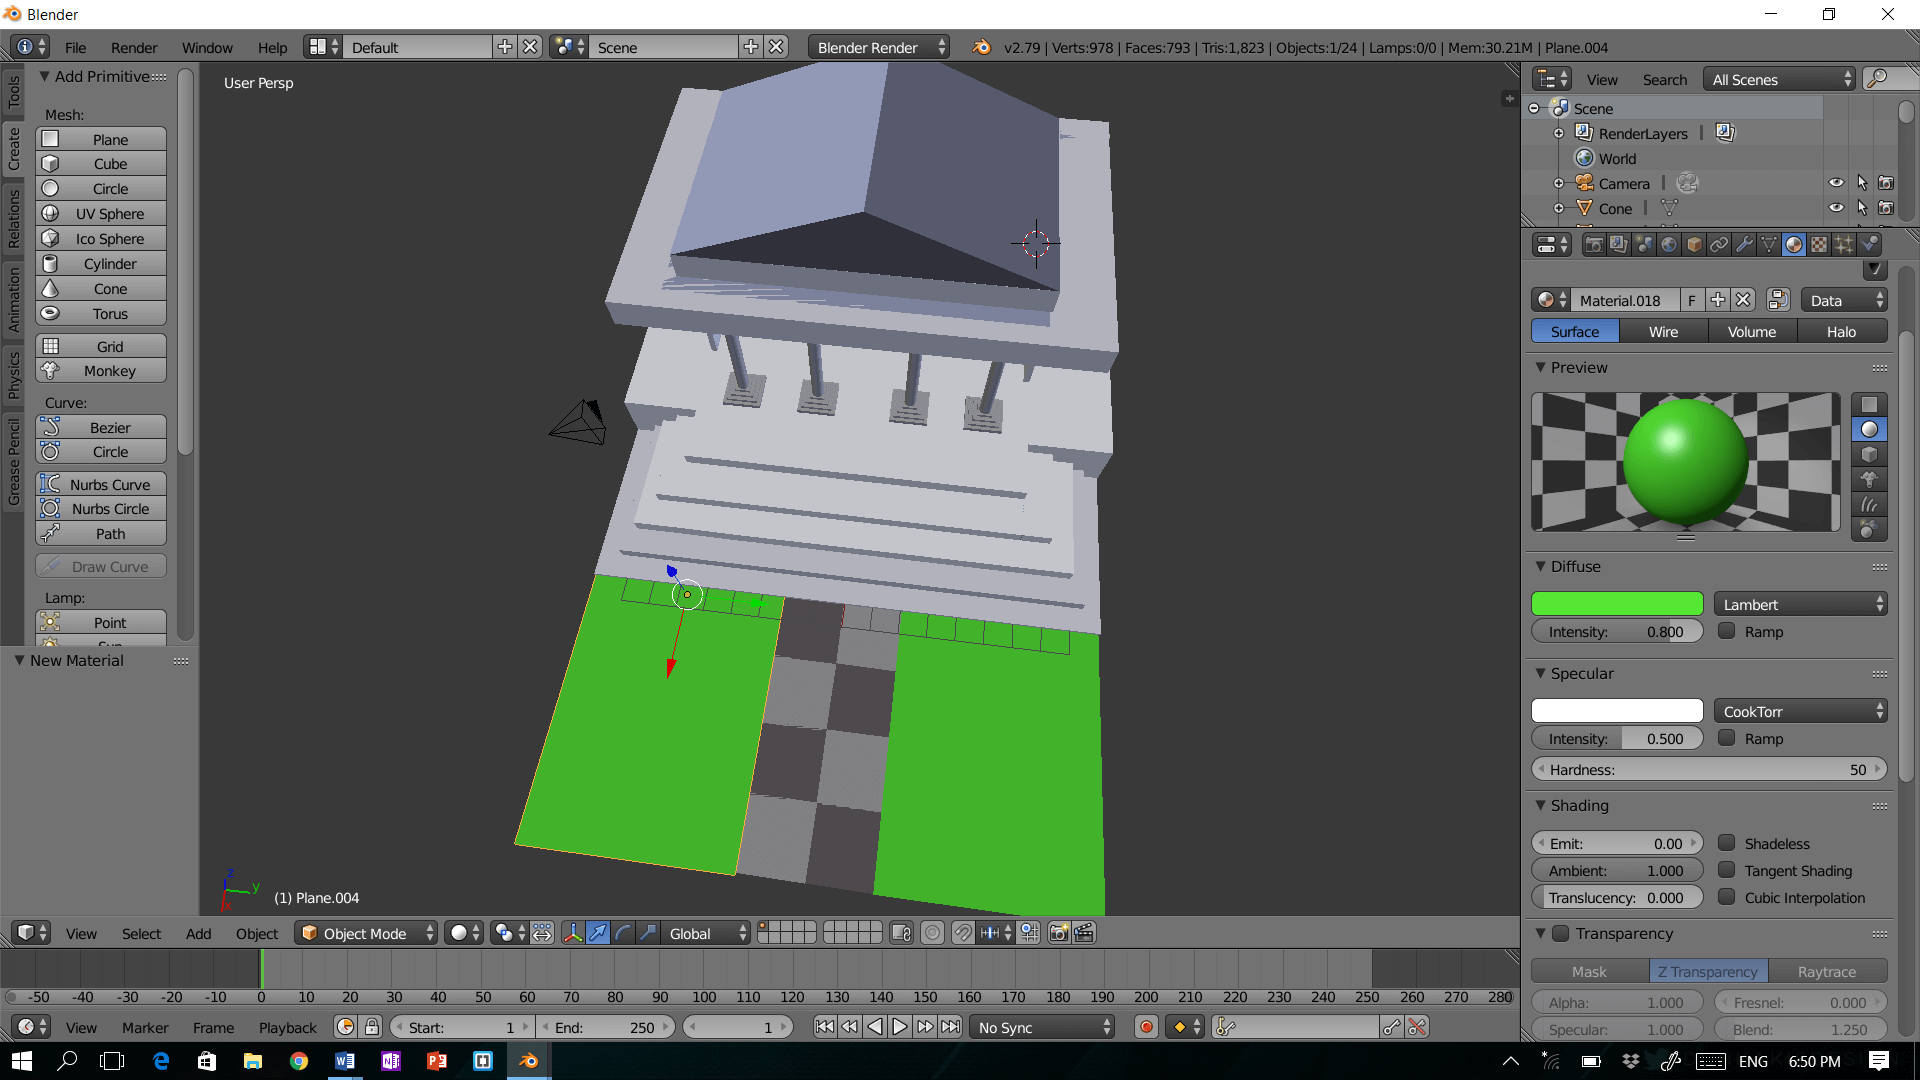 Blender
File Render Window Help Default Scene Blender Render v2.79 | Verts:978 | Faces:793 | Tris:1,823 | Objects:1/24 | Lamps:0/0 | Mem:30.21M | Plane.004
Tools
Create
Relations
Animation
Physics
Grease Pencil
Add Primitive
Mesh:
Plane
Cube
Circle
UV Sphere
Ico Sphere
Cylinder
Cone
Torus
Grid
Monkey
Curve:
Bezier
Circle
Nurbs Curve
Nurbs Circle
Path
Draw Curve
Lamp:
Point
Sun
New Material
User Persp
z
y
x
(1) Plane.004
View Select Add Object Object Mode Global
View Search All Scenes
Scene
RenderLayers |
World
Camera |
Cone |
Material.018 F Data
Surface Wire Volume Halo
Preview
Diffuse
Lambert
Intensity: 0.800 Ramp
Specular
CookTorr
Intensity: 0.500 Ramp
Hardness: 50
Shading
Emit: 0.00 Shadeless
Ambient: 1.000 Tangent Shading
Translucency: 0.000 Cubic Interpolation
Transparency
Mask Z Transparency Raytrace
Alpha: 1.000 Fresnel: 0.000
Specular: 1.000 Blend: 1.250
-50 -40 -30 -20 -10 0 10 20 30 40 50 60 70 80 90 100 110 120 130 140 150 160 170 180 190 200 210 220 230 240 250 260 270 280
View Marker Frame Playback Start: 1 End: 250 1 No Sync
ENG 6:50 PM